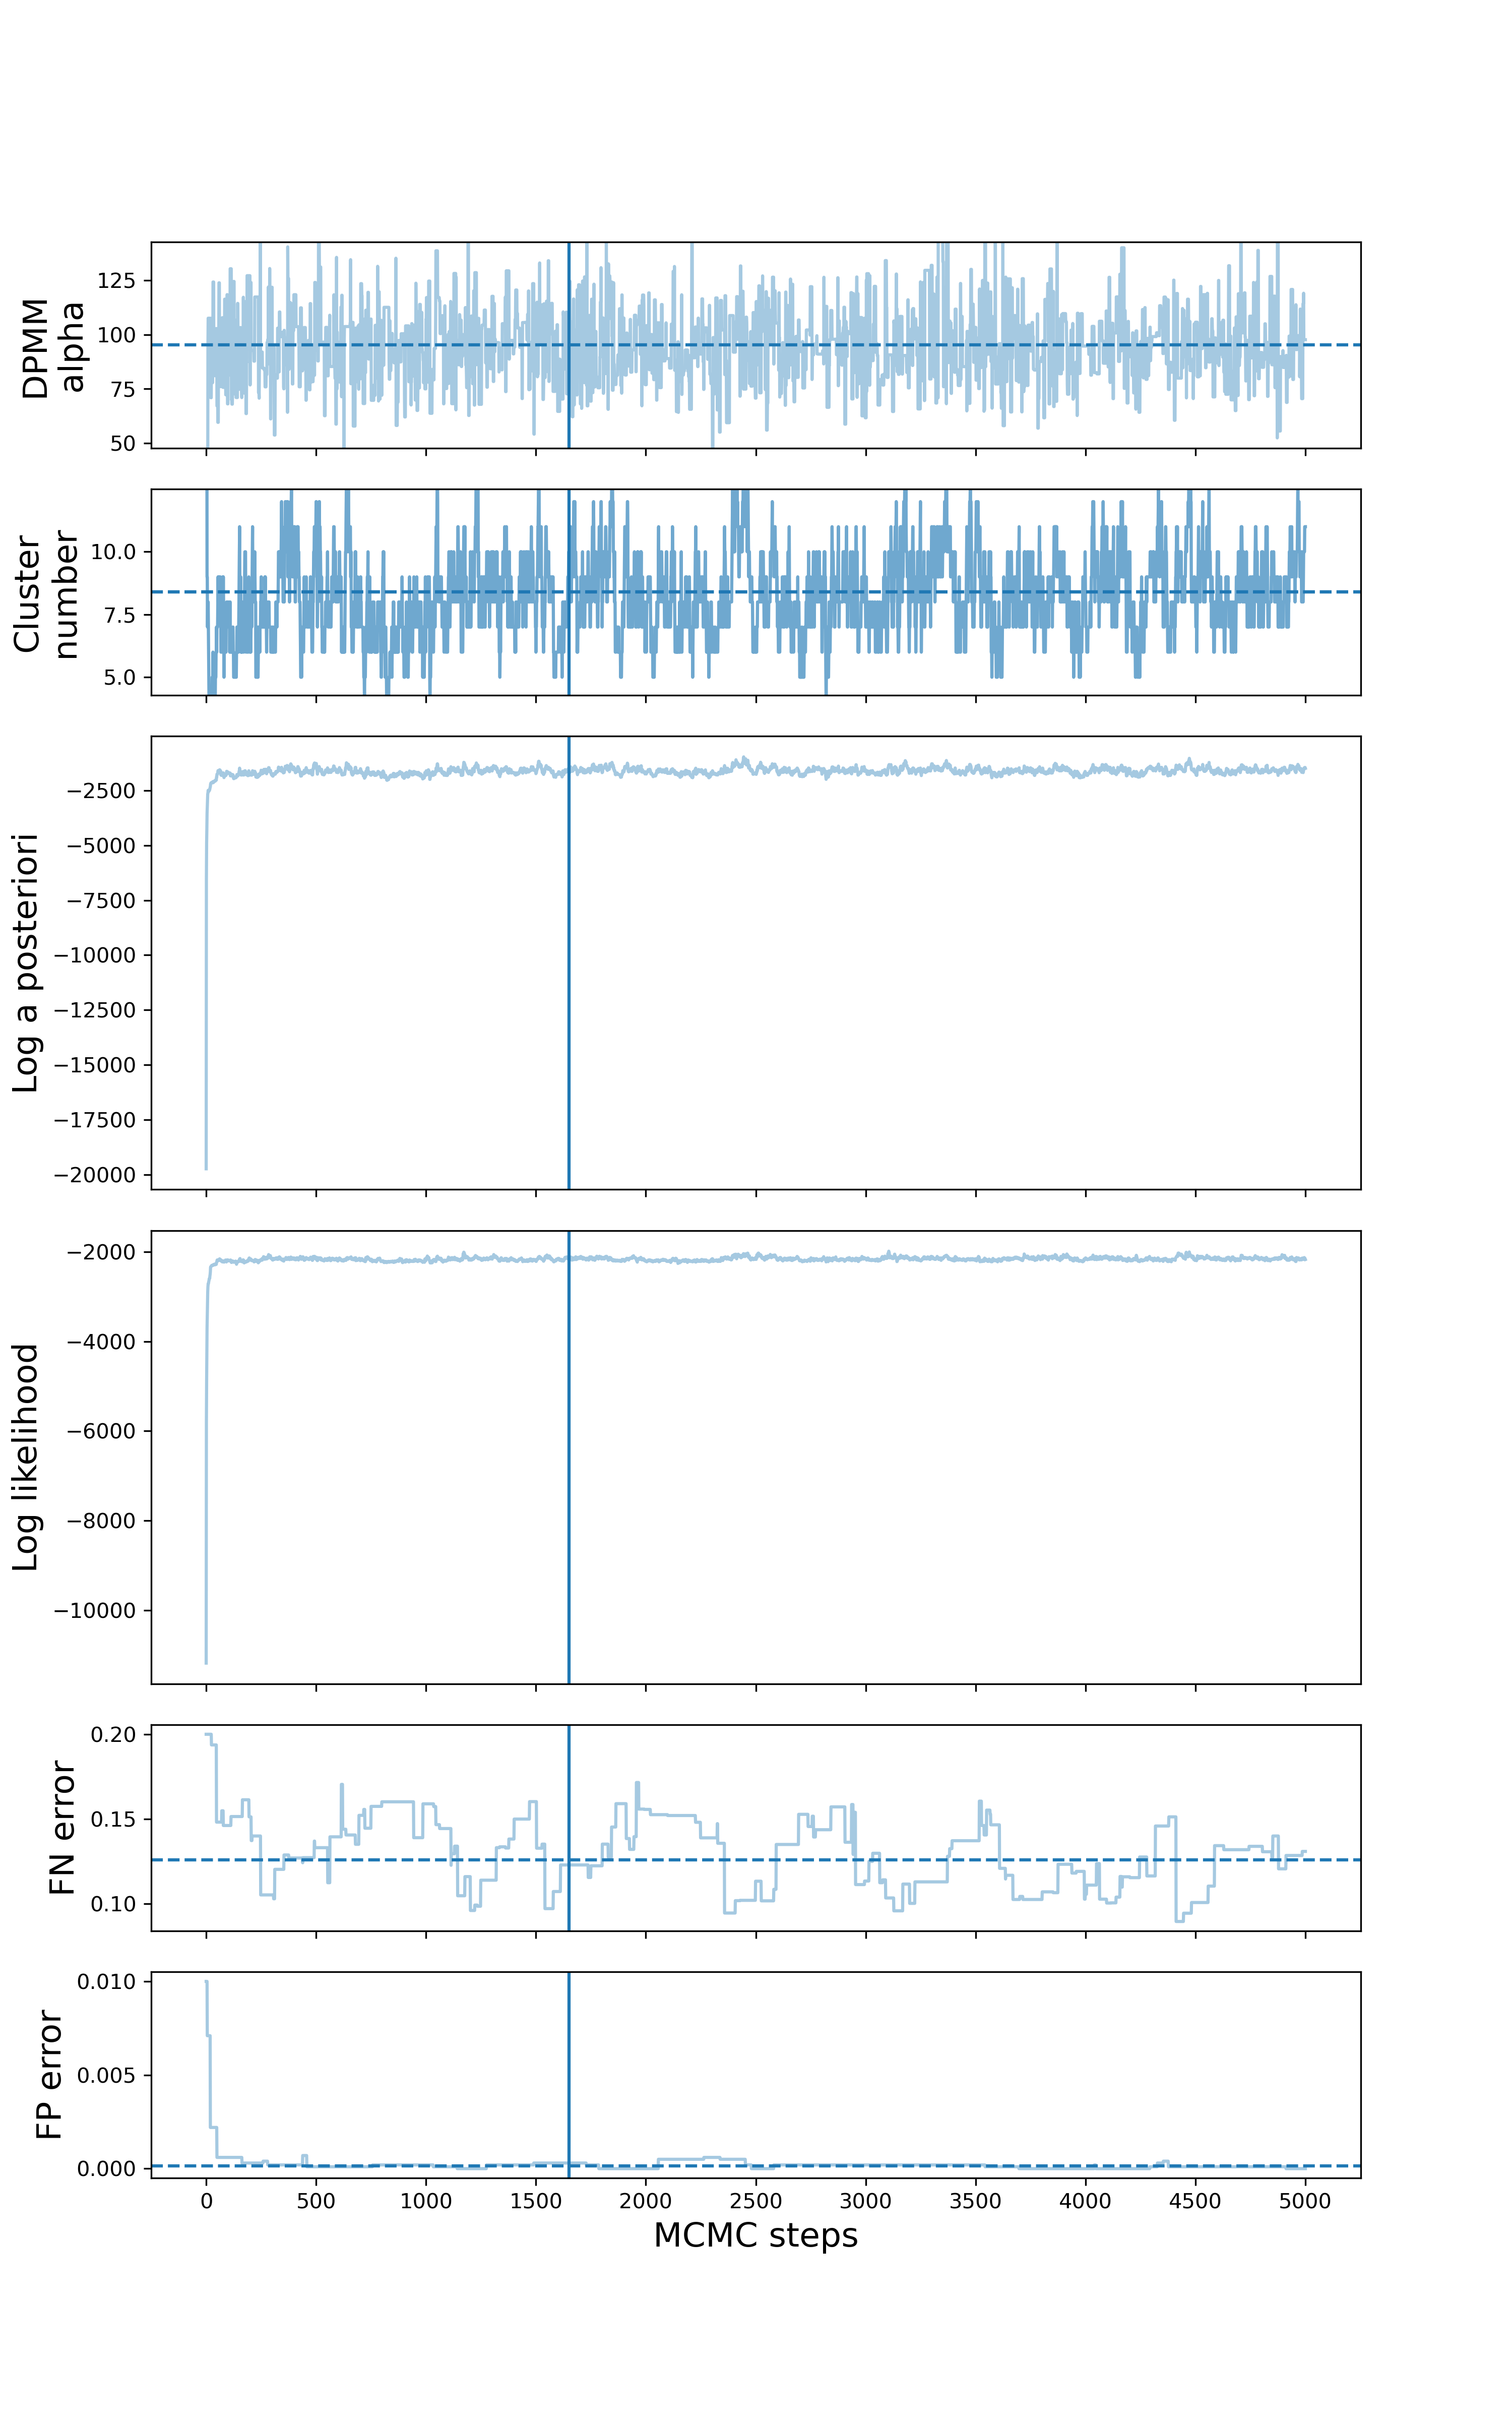 DPMM
alpha
125
100
75
50
Cluster
number
10.0
7.5
5.0
Log a posteriori
−2500
−5000
−7500
−10000
−12500
−15000
−17500
−20000
Log likelihood
−2000
−4000
−6000
−8000
−10000
FN error
0.20
0.15
0.10
FP error
0.010
0.005
0.000
0 500 1000 1500 2000 2500 3000 3500 4000 4500 5000
MCMC steps